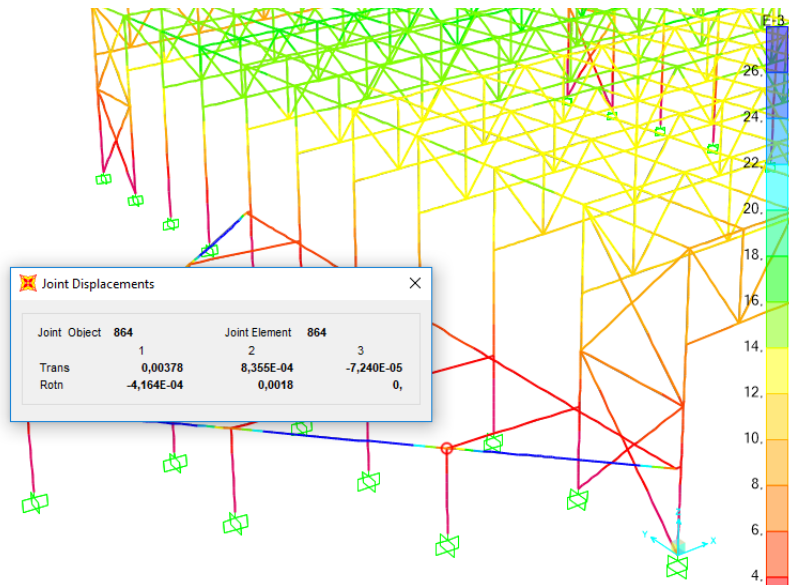 E-3
26,
24,
22,
20,
18,
16,
14,
12,
10,
8,
6,
4,
Joint Displacements
Joint Object 864 Joint Element 864
1 2 3
Trans 0,00378 8,355E-04 -7,240E-05
Rotn -4,164E-04 0,0018 0,
Z
Y X